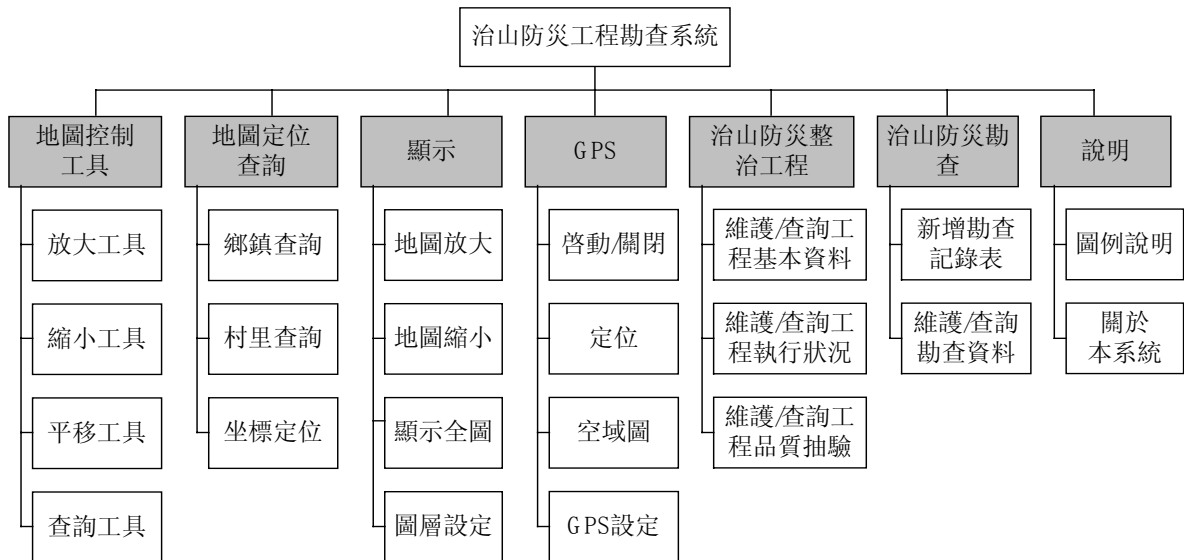 治山防災工程勘查系統
地圖控制
工具
地圖定位
查詢
顯示
GPS
治山防災整
治工程
治山防災勘
查
說明
放大工具
鄉鎮查詢
地圖放大
啓動/關閉
維護/查詢工
程基本資料
新增勘查
記錄表
圖例說明
縮小工具
村里查詢
地圖縮小
定位
維護/查詢工
程執行狀況
維護/查詢
勘查資料
關於
本系統
平移工具
坐標定位
顯示全圖
空域圖
維護/查詢工
程品質抽驗
查詢工具
圖層設定
GPS設定